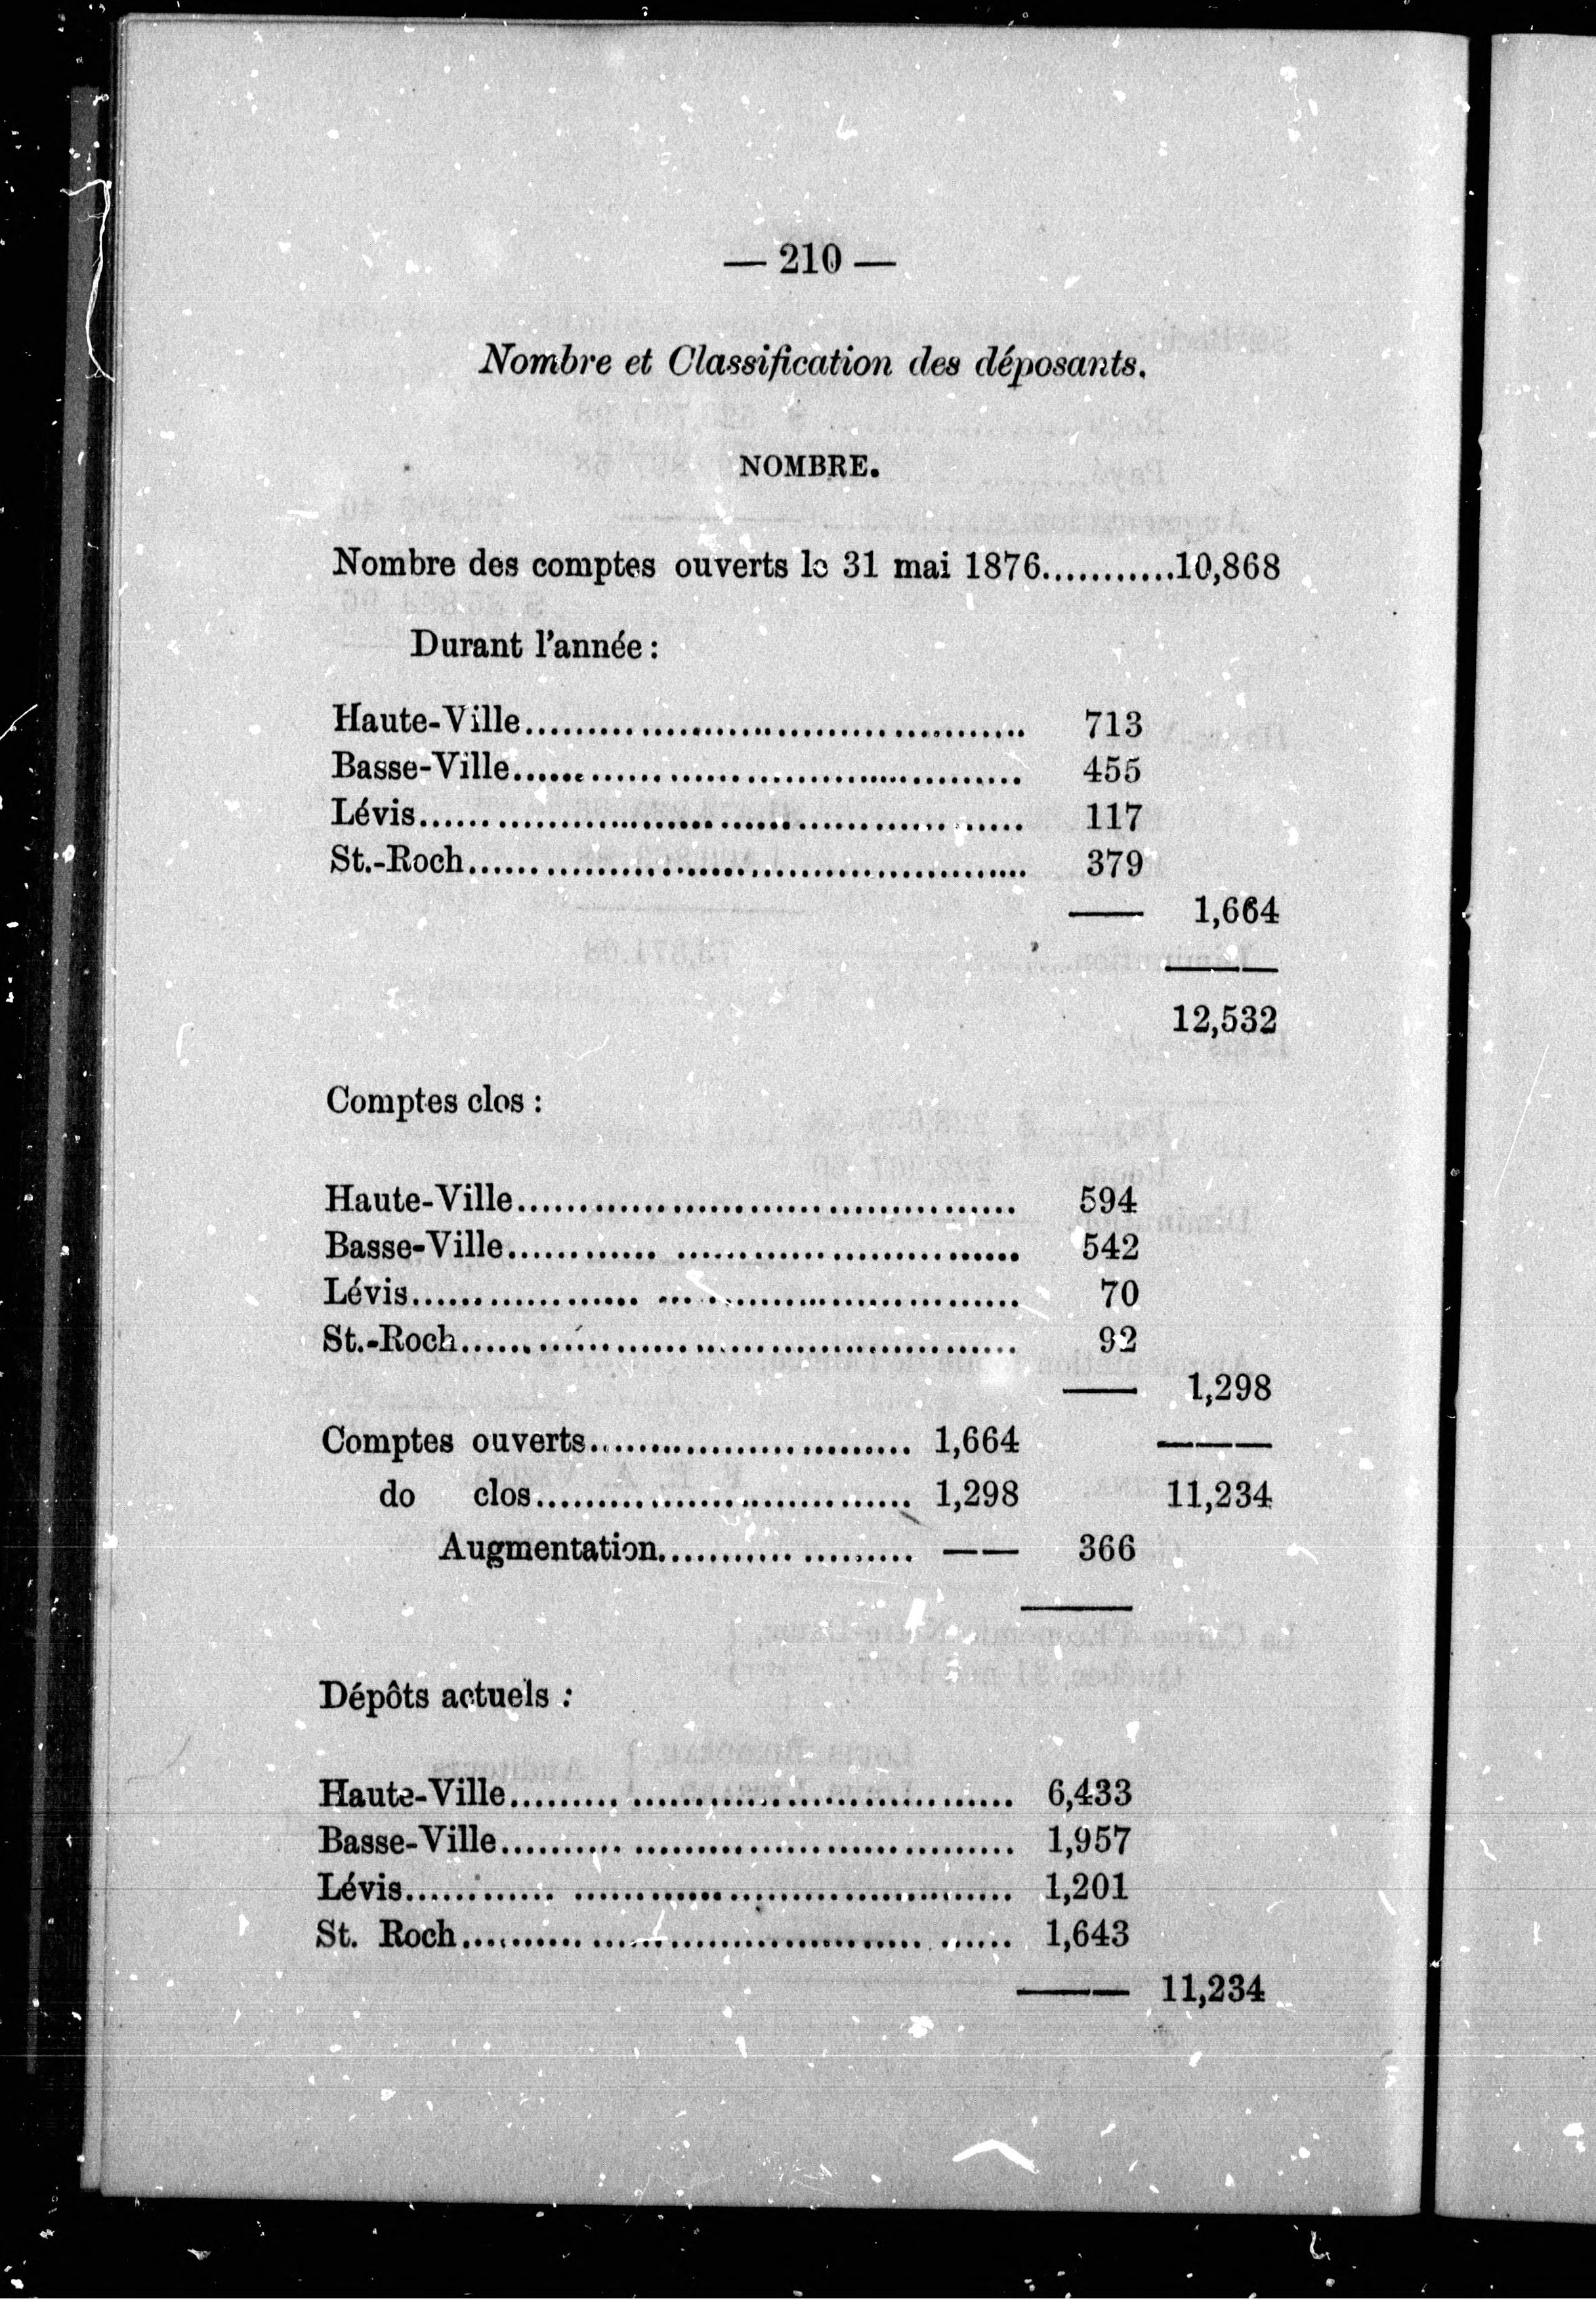 — 210 —
Nombre et Classification des déposants.
NOMBRE.
Nombre des comptes ouverts le 31 mai 1876...........10,868
Durant l'année :
Haute-Ville........................................ 713
Basse-Ville........................................ 455
Lévis................................................ 117
St.-Roch............................................ 379
—— 1,664
———
12,532
Comptes clos :
Haute-Ville........................................ 594
Basse-Ville........................................ 542
Lévis................................................ 70
St.-Roch............................................ 92
—— 1,298
Comptes ouverts.......................... 1,664 ———
do clos.............................. 1,298 11,234
Augmentation.................... —— 366
———
Dépôts actuels :
Haute-Ville........................................ 6,433
Basse-Ville........................................ 1,957
Lévis................................................ 1,201
St. Roch............................................ 1,643
——— 11,234